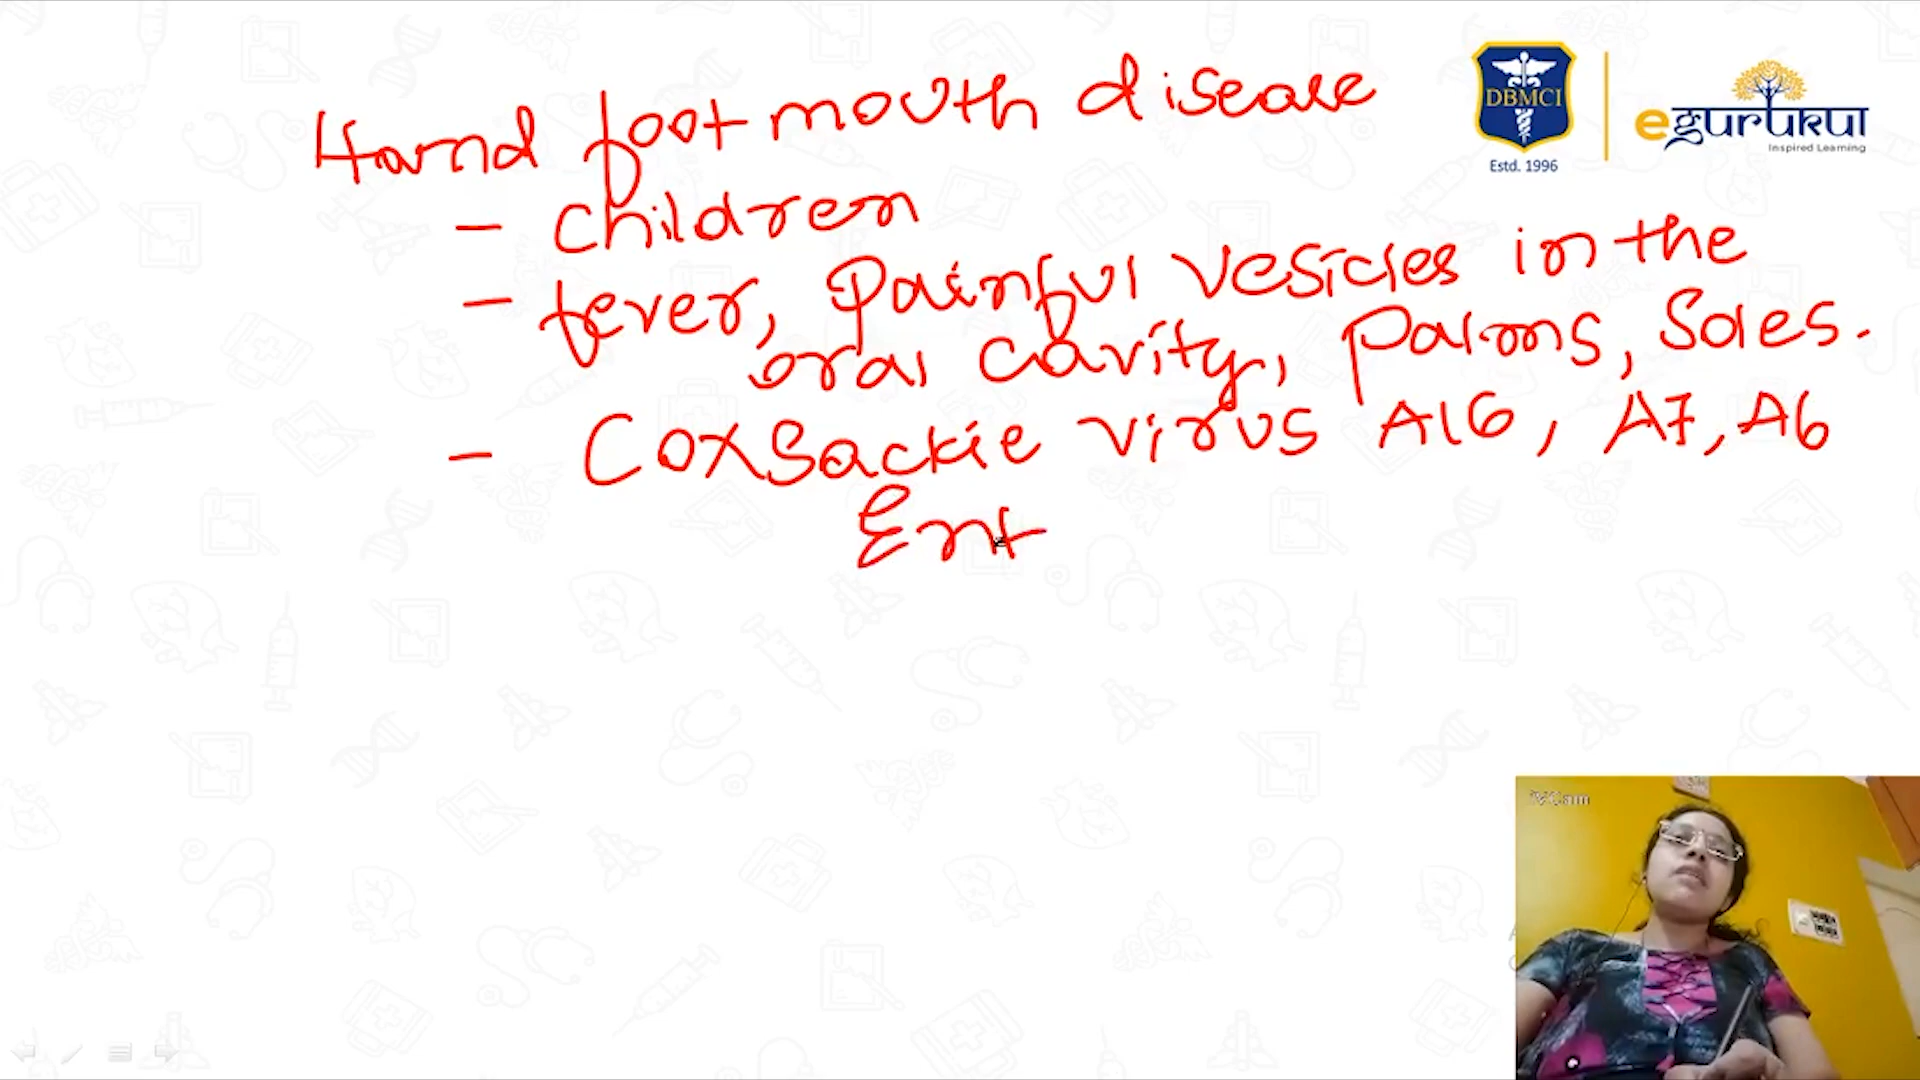 Hand foot mouth disease
DBMCI
Estd. 1996
egurukul
Inspired Learning
- Children
- fever, Painful vesicles in the
oral cavity, palms, Soles.
- Coxsackie virus A16, A7, A6
Ent
iVCam